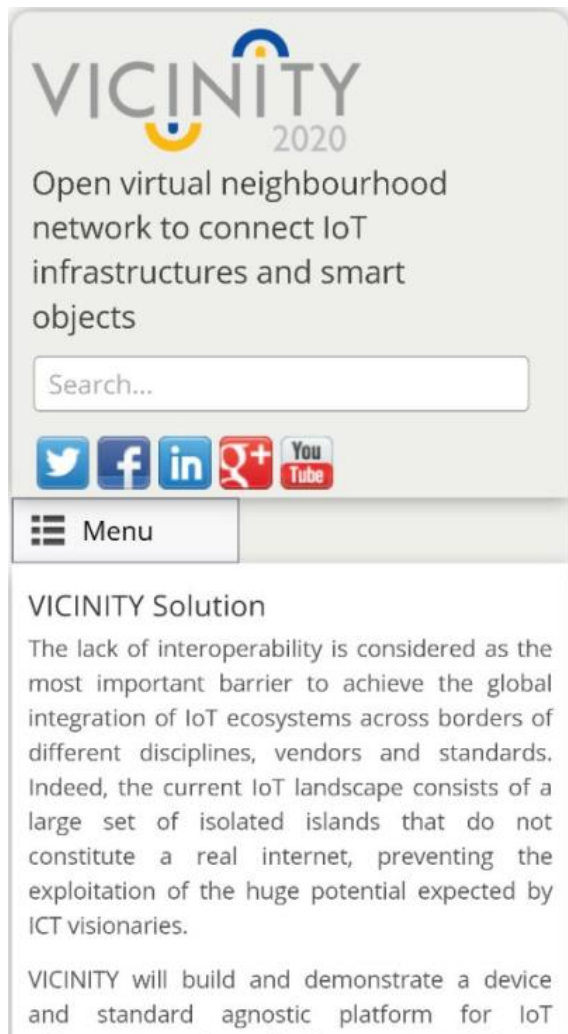 VICINITY
2020
Open virtual neighbourhood
network to connect IoT
infrastructures and smart
objects
Search...
in
g+
You
Tube
Menu
VICINITY Solution
The lack of interoperability is considered as the
most important barrier to achieve the global
integration of IoT ecosystems across borders of
different disciplines, vendors and standards.
Indeed, the current IoT landscape consists of a
large set of isolated islands that do not
constitute a real internet, preventing the
exploitation of the huge potential expected by
ICT visionaries.
VICINITY will build and demonstrate a device
and standard agnostic platform for IoT